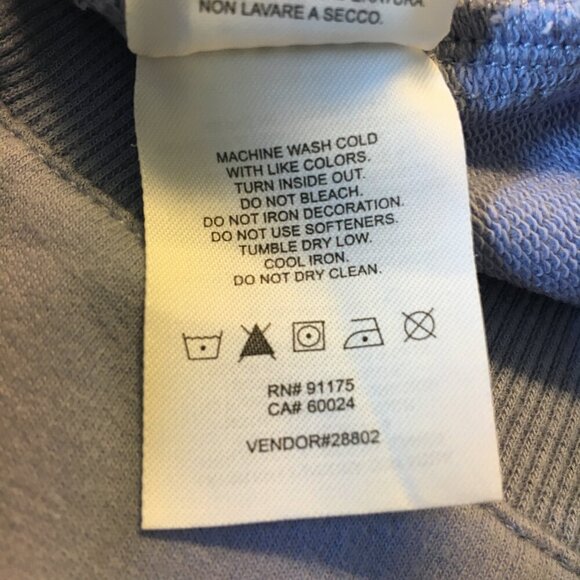 NON LAVARE A SECCO.
MACHINE WASH COLD
WITH LIKE COLORS.
TURN INSIDE OUT.
DO NOT BLEACH.
DO NOT IRON DECORATION.
DO NOT USE SOFTENERS.
TUMBLE DRY LOW.
COOL IRON.
DO NOT DRY CLEAN.
RN# 91175
CA# 60024
VENDOR#28802